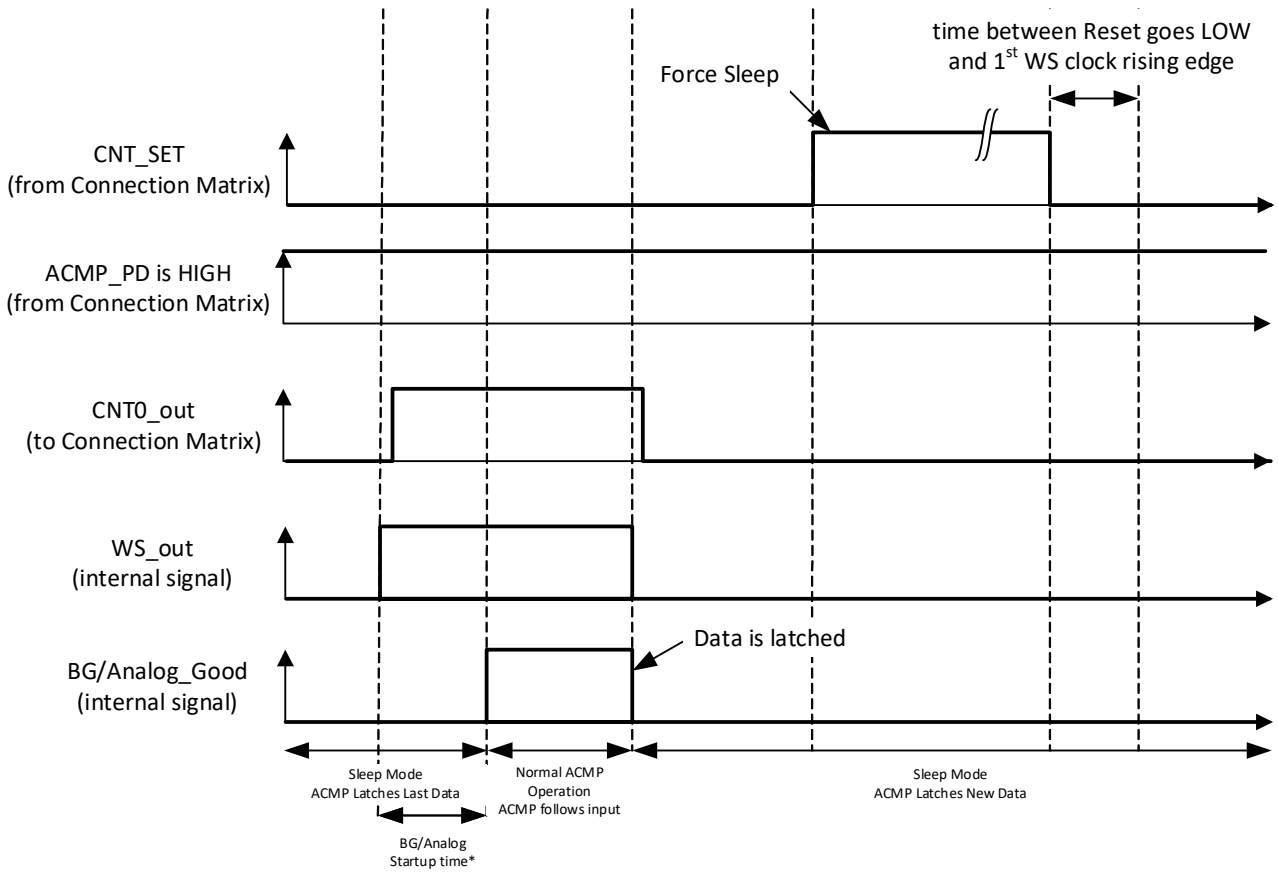 time between Reset goes LOW
and 1st WS clock rising edge
Force Sleep
CNT_SET
(from Connection Matrix)
ACMP_PD is HIGH
(from Connection Matrix)
CNT0_out
(to Connection Matrix)
WS_out
(internal signal)
Data is latched
BG/Analog_Good
(internal signal)
Sleep Mode
ACMP Latches Last Data
Normal ACMP
Operation
ACMP follows input
Sleep Mode
ACMP Latches New Data
BG/Analog
Startup time*